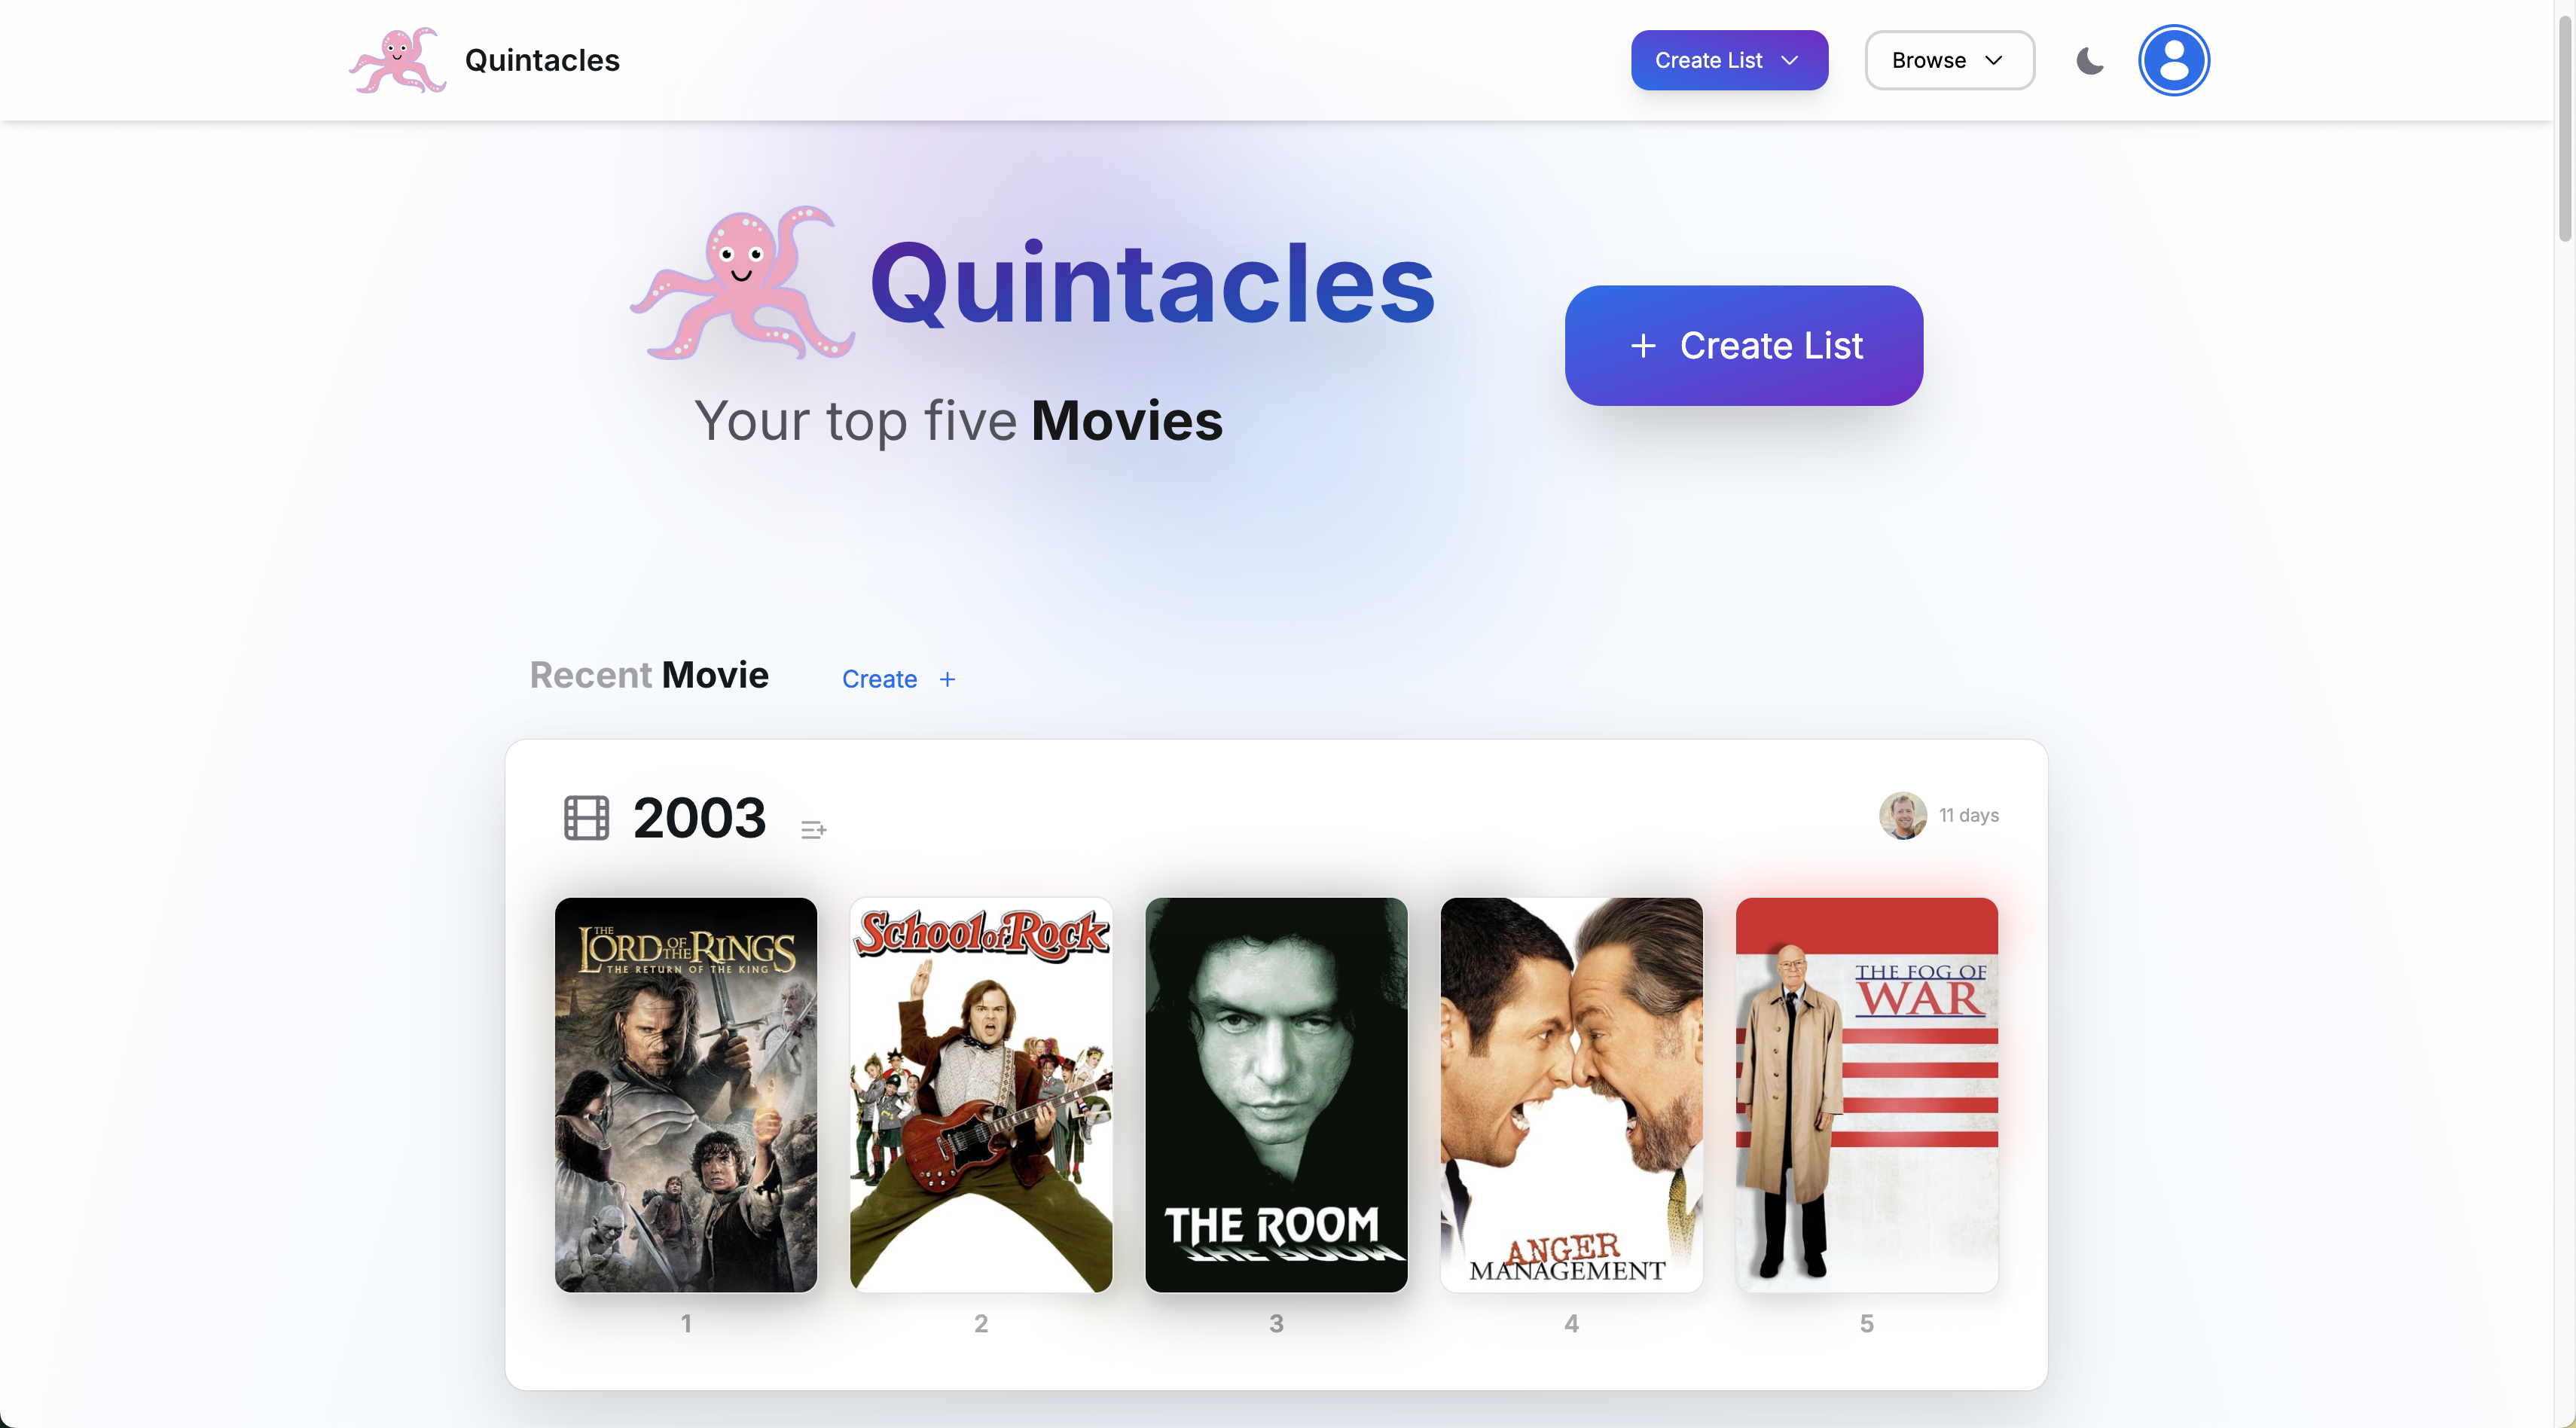 Quintacles
Create List
Browse
Quintacles
Create List
Your top five Movies
Recent Movie
Create
2003
11 days
THE
LORD OF THE RINGS
THE RETURN OF THE KING
School of Rock
THE ROOM
THE ROOM
ANGER
MANAGEMENT
THE FOG OF
WAR
1
2
3
4
5